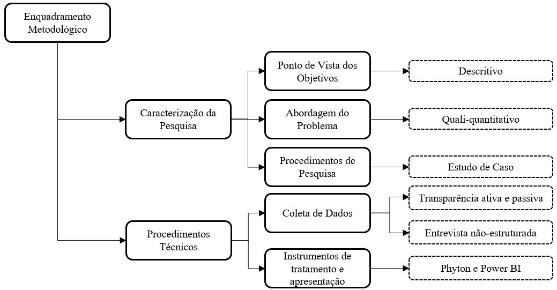 Enquadramento
Metodológico
Ponto de Vista dos
Objetivos
Descritivo
Caracterização da
Pesquisa
Abordagem do
Problema
Quali-quantitativo
Procedimentos de
Pesquisa
Estudo de Caso
Procedimentos
Técnicos
Coleta de Dados
Transparência ativa e passiva
Entrevista não-estruturada
Instrumentos de
tratamento e
apresentação
Phyton e Power BI